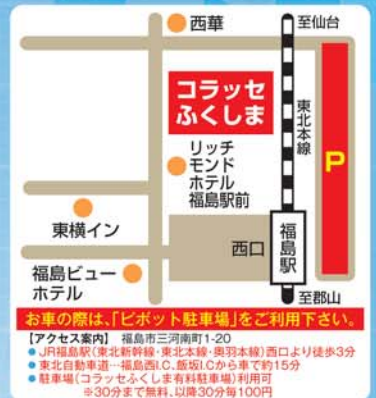 西華
至仙台
コラッセ
ふくしま
東北本線
P
リッチ
モンド
ホテル
福島駅前
東横イン
西口
福島駅
福島ビュー
ホテル
至郡山
お車の際は、「ピボット駐車場」をご利用下さい。
【アクセス案内】 福島市三河南町1-20
● JR福島駅(東北新幹線・東北本線・奥羽本線)西口より徒歩3分
● 東北自動車道…福島西I.C、飯坂I.Cから車で約15分
● 駐車場(コラッセふくしま有料駐車場)利用可
※30分まで無料、以降30分毎100円